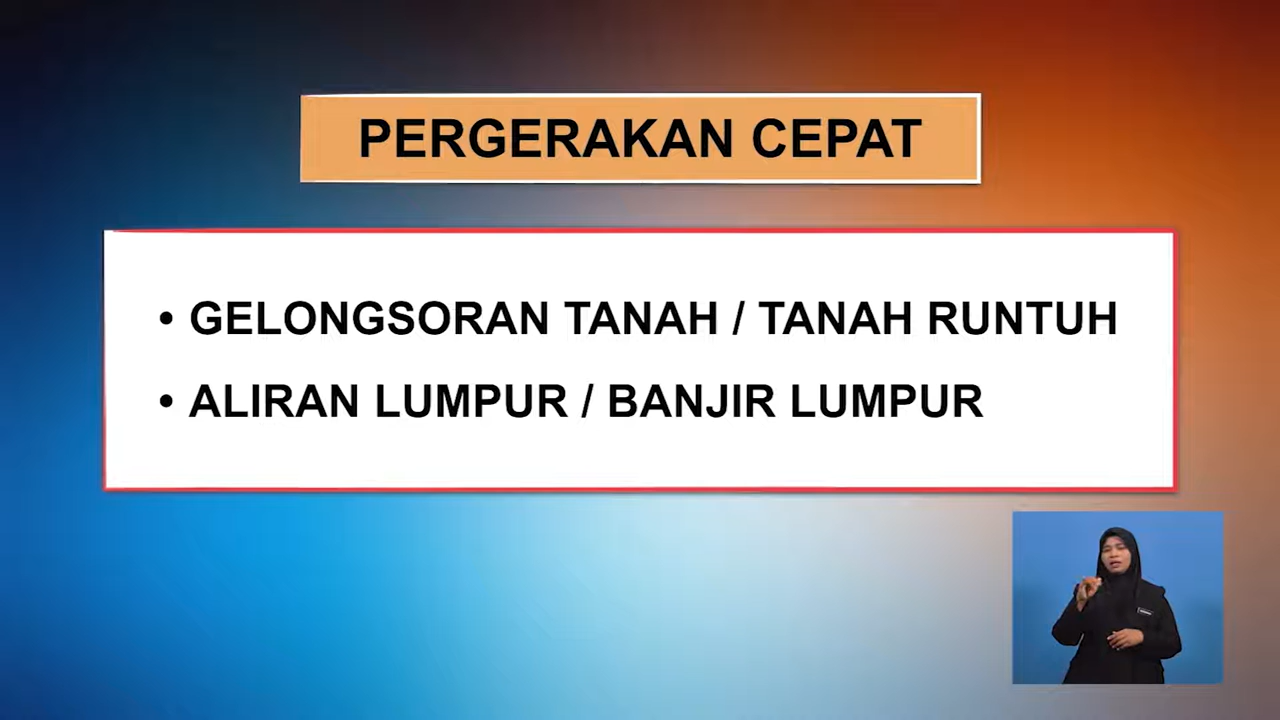 PERGERAKAN CEPAT
• GELONGSORAN TANAH / TANAH RUNTUH
• ALIRAN LUMPUR / BANJIR LUMPUR